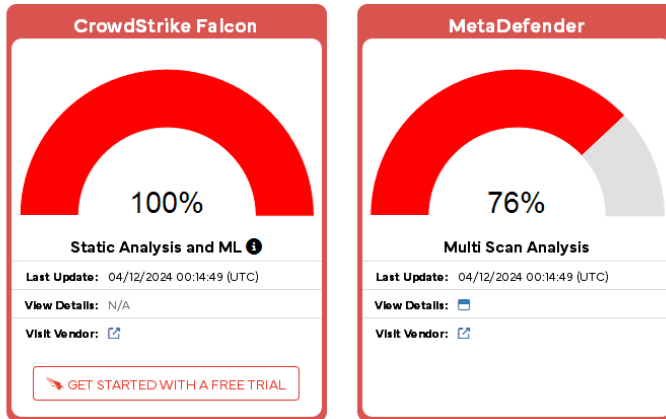 CrowdStrike Falcon
100%
Static Analysis and ML
Last Update: 04/12/2024 00:14:49 (UTC)
View Details: N/A
Visit Vendor:
GET STARTED WITH A FREE TRIAL
MetaDefender
76%
Multi Scan Analysis
Last Update: 04/12/2024 00:14:49 (UTC)
View Details:
Visit Vendor: